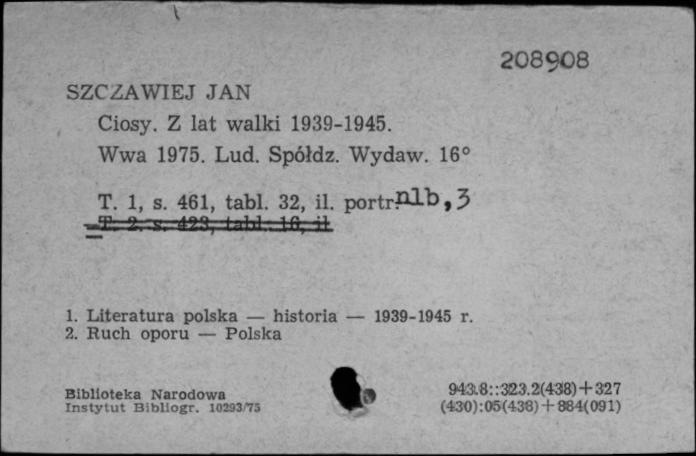 208908
SZCZAWIEJ JAN
Ciosy. Z lat walki 1939-1945.
Wwa 1975. Lud. Spółdz. Wydaw. 16°
T. 1, s. 461, tabl. 32, il. portr. nlb, 3
T. 2. s. 423, tabl. 16, il
1. Literatura polska — historia — 1939-1945 r.
2. Ruch oporu — Polska
Biblioteka Narodowa 943.8::323.2(438)+327
Instytut Bibliogr. 10293/75 (430):05(438)+884(091)